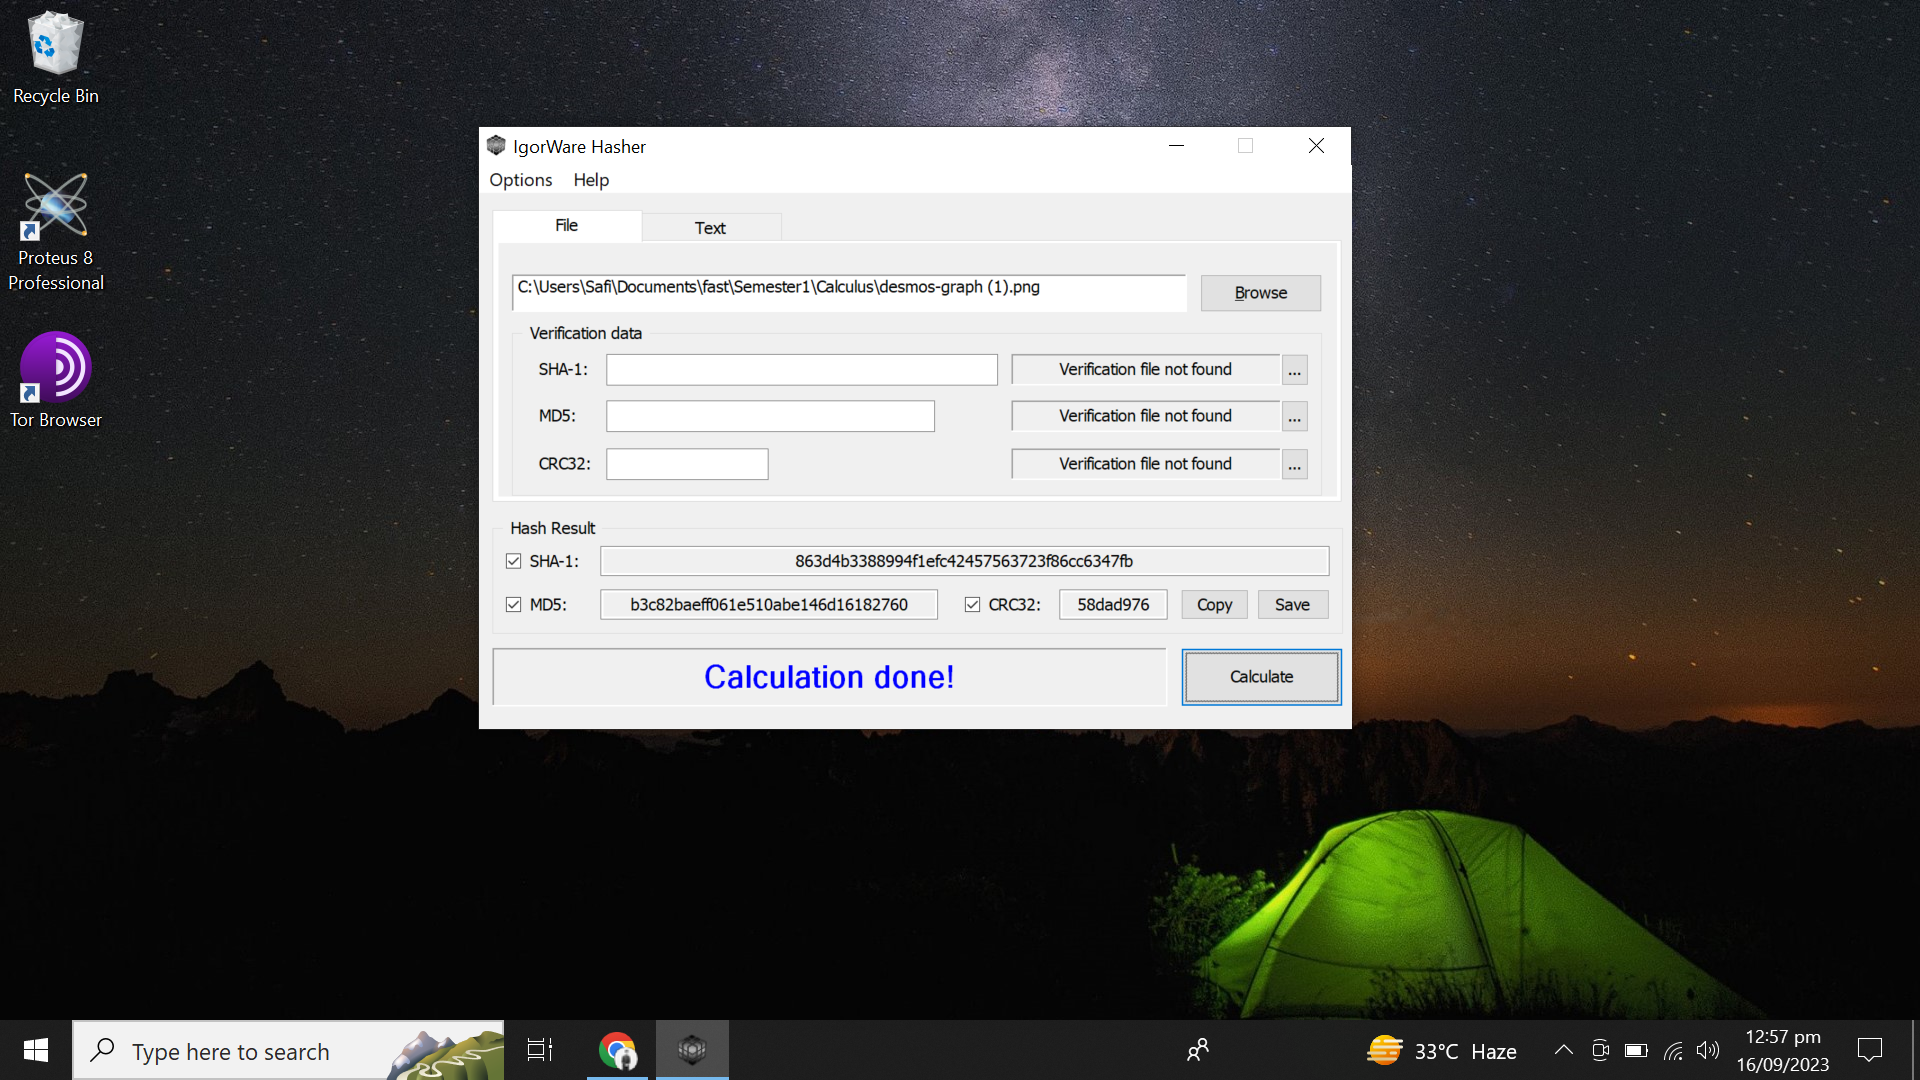 Recycle Bin
Proteus 8
Professional
Tor Browser
IgorWare Hasher
Options Help
File Text
C:\Users\Safi\Documents\fast\Semester1\Calculus\desmos-graph (1).png
Browse
Verification data
SHA-1: Verification file not found ...
MD5: Verification file not found ...
CRC32: Verification file not found ...
Hash Result
SHA-1: 863d4b3388994f1efc42457563723f86cc6347fb
MD5: b3c82baeff061e510abe146d16182760 CRC32: 58dad976 Copy Save
Calculation done! Calculate
Type here to search
33°C Haze
12:57 pm
16/09/2023